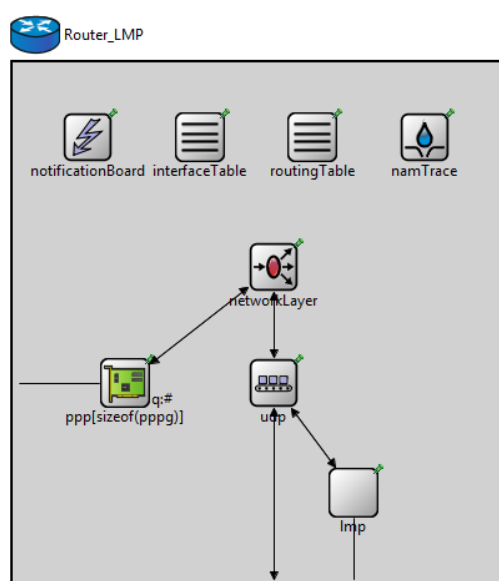 Router_LMP
notificationBoard interfaceTable routingTable namTrace
networkLayer
q:#
ppp[sizeof(pppg)] udp
lmp